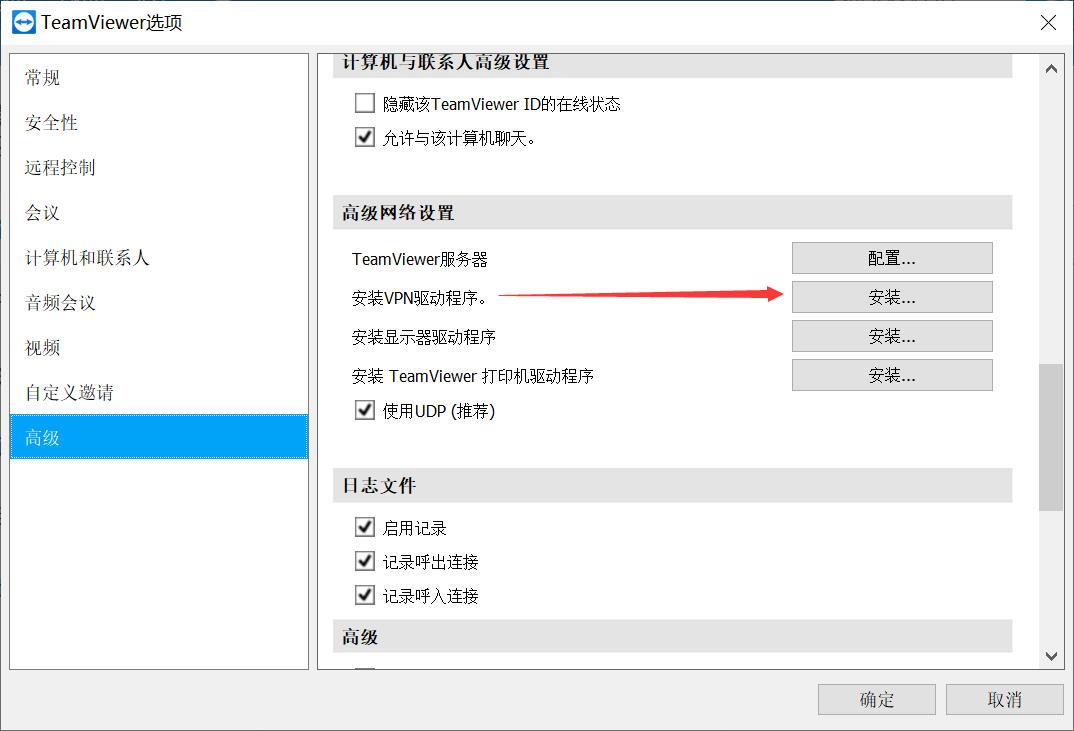 TeamViewer选项
常规
安全性
远程控制
会议
计算机和联系人
音频会议
视频
自定义邀请
高级
计算机与联系人高级设置
隐藏该TeamViewer ID的在线状态
允许与该计算机聊天。
高级网络设置
TeamViewer服务器 配置...
安装VPN驱动程序。 安装...
安装显示器驱动程序 安装...
安装 TeamViewer 打印机驱动程序 安装...
使用UDP (推荐)
日志文件
启用记录
记录呼出连接
记录呼入连接
高级
确定 取消